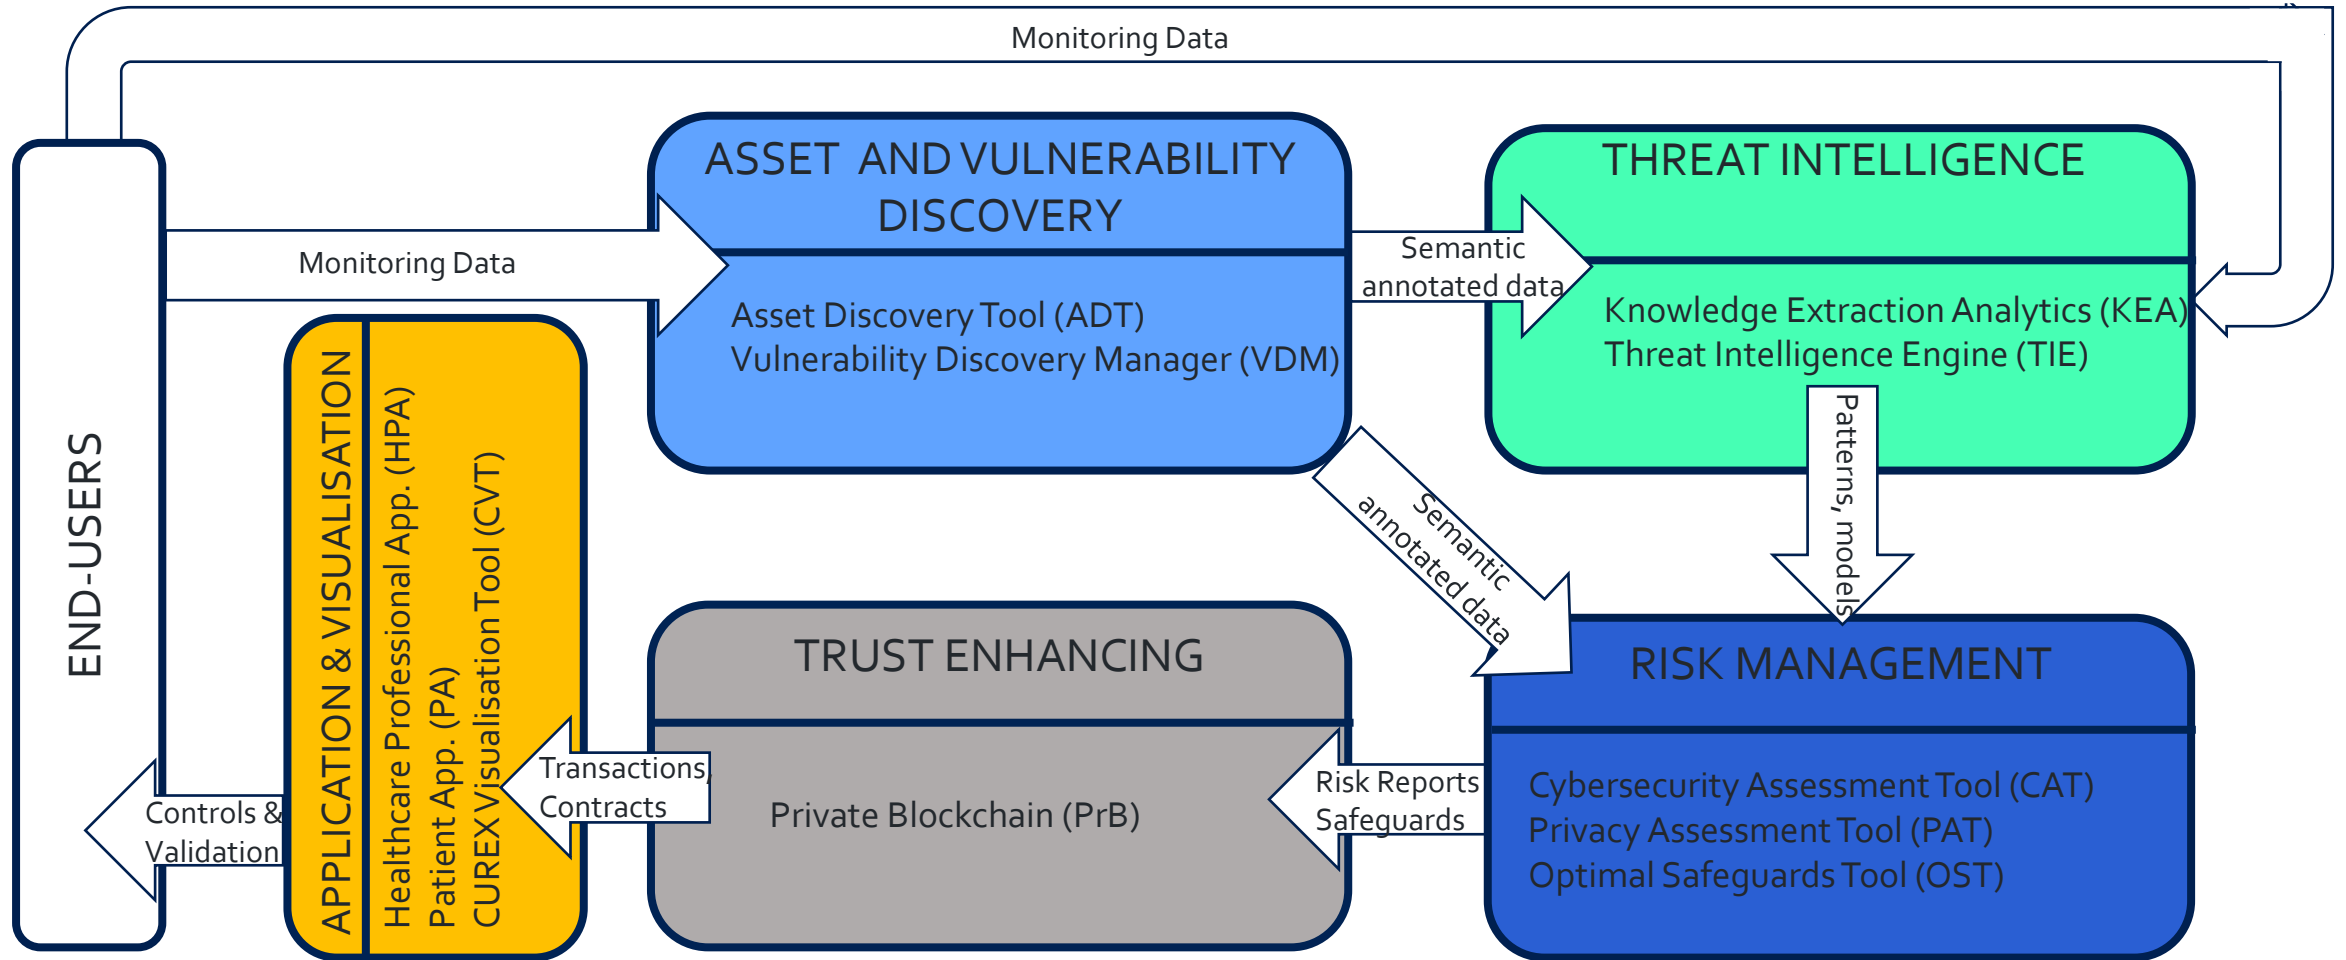 Monitoring Data
ASSET AND VULNERABILITY
DISCOVERY
THREAT INTELLIGENCE
Monitoring Data
Semantic
annotated data
Asset Discovery Tool (ADT)
Vulnerability Discovery Manager (VDM)
Knowledge Extraction Analytics (KEA)
Threat Intelligence Engine (TIE)
Patterns, models
Semantic
annotated data
END-USERS
APPLICATION & VISUALISATION
Healthcare Professional App. (HPA)
Patient App. (PA)
CUREX Visualisation Tool (CVT)
TRUST ENHANCING
RISK MANAGEMENT
Controls &
Validation
Transactions,
Contracts
Private Blockchain (PrB)
Risk Reports
Safeguards
Cybersecurity Assessment Tool (CAT)
Privacy Assessment Tool (PAT)
Optimal Safeguards Tool (OST)